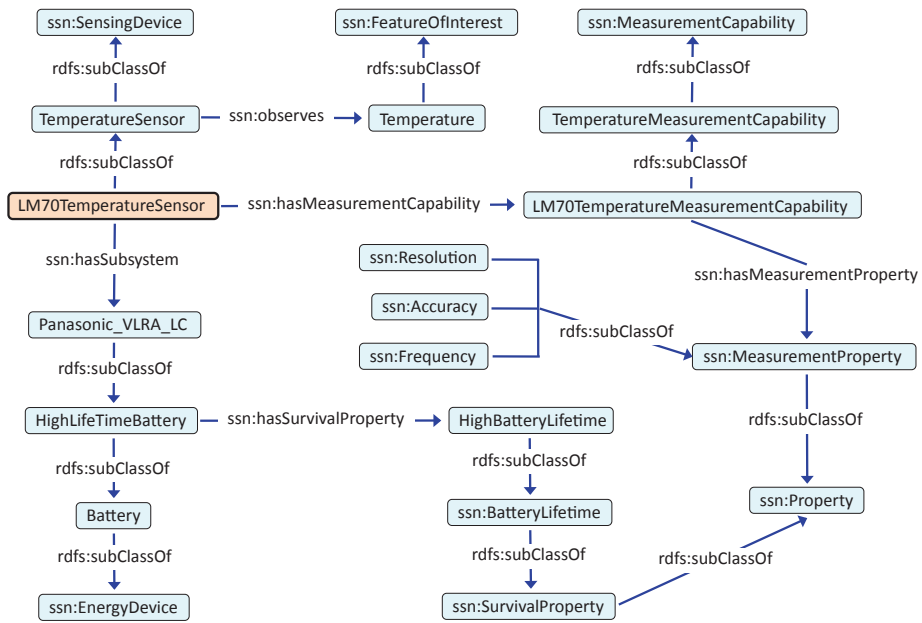 ssn:SensingDevice
ssn:FeatureOfInterest
ssn:MeasurementCapability
rdfs:subClassOf
rdfs:subClassOf
rdfs:subClassOf
TemperatureSensor
ssn:observes
Temperature
TemperatureMeasurementCapability
rdfs:subClassOf
rdfs:subClassOf
LM70TemperatureSensor
ssn:hasMeasurementCapability
LM70TemperatureMeasurementCapability
ssn:hasSubsystem
ssn:Resolution
ssn:hasMeasurementProperty
ssn:Accuracy
Panasonic_VLRA_LC
rdfs:subClassOf
ssn:Frequency
ssn:MeasurementProperty
rdfs:subClassOf
HighLifeTimeBattery
ssn:hasSurvivalProperty
HighBatteryLifetime
rdfs:subClassOf
rdfs:subClassOf
rdfs:subClassOf
ssn:Property
Battery
ssn:BatteryLifetime
rdfs:subClassOf
rdfs:subClassOf
rdfs:subClassOf
ssn:EnergyDevice
ssn:SurvivalProperty